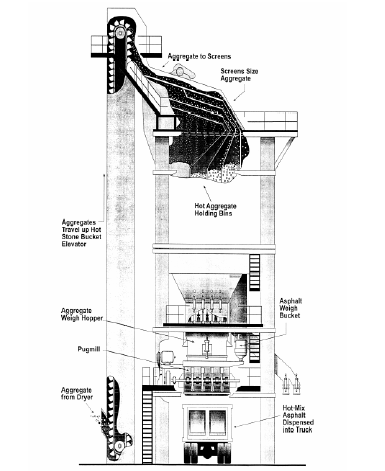 Aggregate to Screens
Screens Size
Aggregate
Hot Aggregate
Holding Bins
Aggregates
Travel up Hot
Stone Bucket
Elevator
Asphalt
Weigh
Bucket
Aggregate
Weigh Hopper
Pugmill
Aggregate
from Dryer
Hot-Mix
Asphalt
Dispensed
into Truck